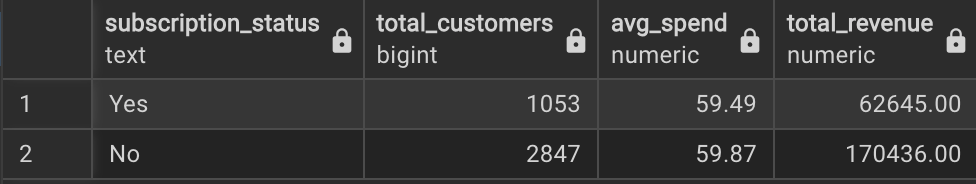 subscription_status total_customers avg_spend total_revenue
text bigint numeric numeric
1 Yes 1053 59.49 62645.00
2 No 2847 59.87 170436.00